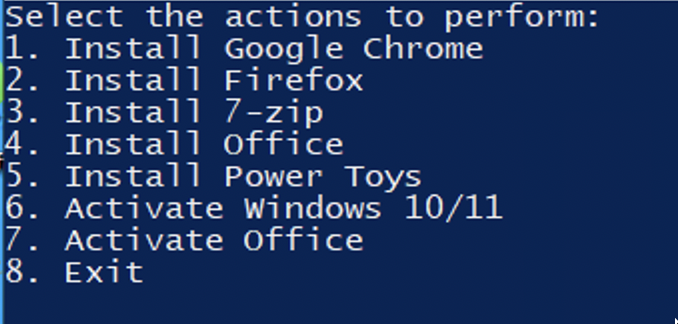 Select the actions to perform:
1. Install Google Chrome
2. Install Firefox
3. Install 7-zip
4. Install Office
5. Install Power Toys
6. Activate Windows 10/11
7. Activate Office
8. Exit